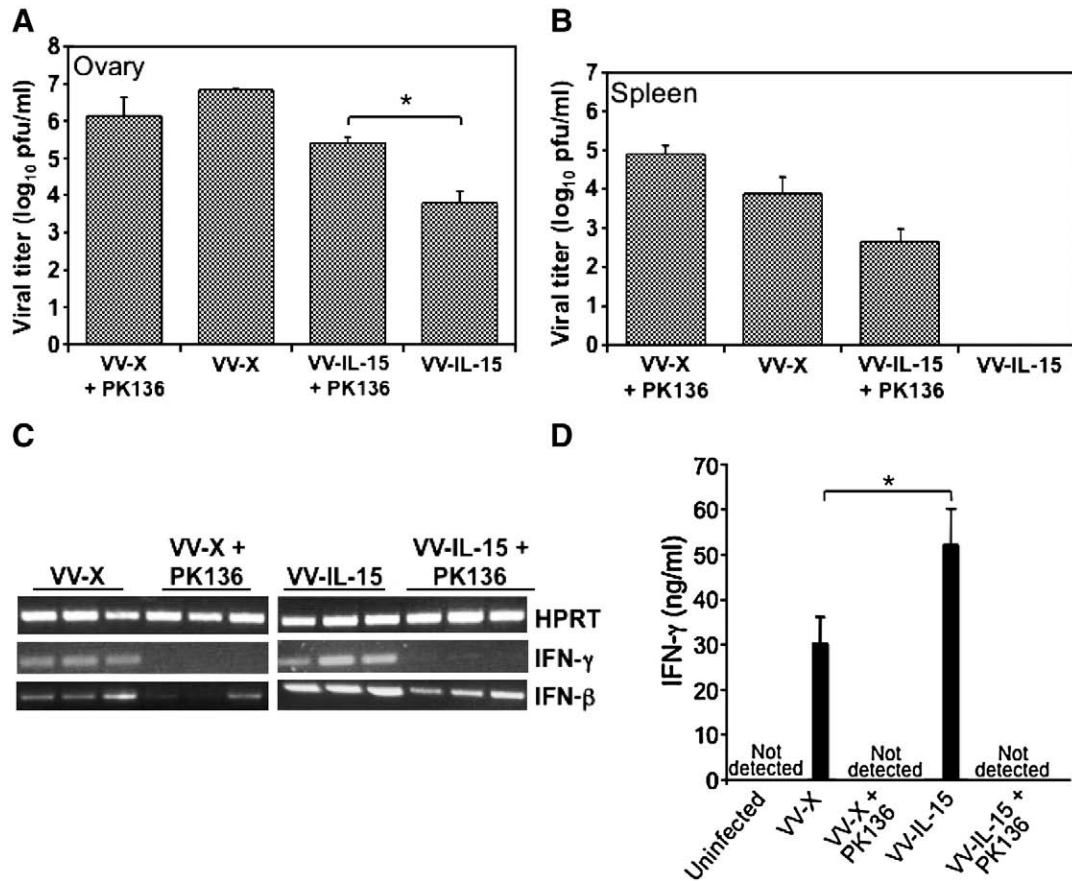 A
Ovary
Viral titer (log10 pfu/ml)
8
7
6
5
4
3
2
1
0
*
VV-X + PK136
VV-X
VV-IL-15 + PK136
VV-IL-15
B
Spleen
Viral titer (log10 pfu/ml)
7
6
5
4
3
2
1
0
VV-X + PK136
VV-X
VV-IL-15 + PK136
VV-IL-15
C
VV-X
VV-X + PK136
VV-IL-15
VV-IL-15 + PK136
HPRT
IFN-γ
IFN-β
D
IFN-γ (ng/ml)
70
60
50
40
30
20
10
0
*
Not detected
Not detected
Not detected
Uninfected
VV-X
VV-X + PK136
VV-IL-15
VV-IL-15 + PK136